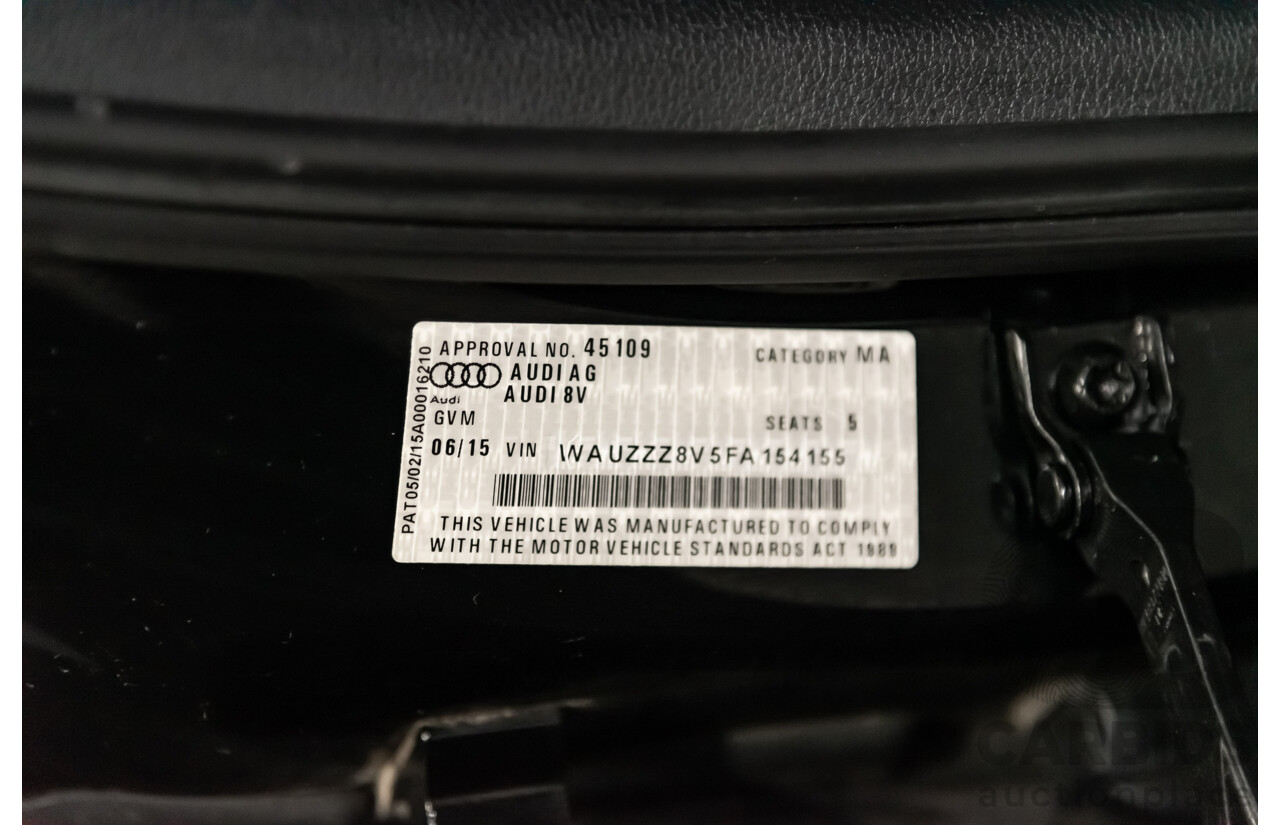 APPROVAL NO. 45109
CATEGORY MA
AUDI AG
Audi
AUDI 8V
GVM
SEATS 5
06/15 VIN WAUZZZ8V5FA154155
THIS VEHICLE WAS MANUFACTURED TO COMPLY
WITH THE MOTOR VEHICLE STANDARDS ACT 1989
PAT05/02/15A00016210
CARBIDS